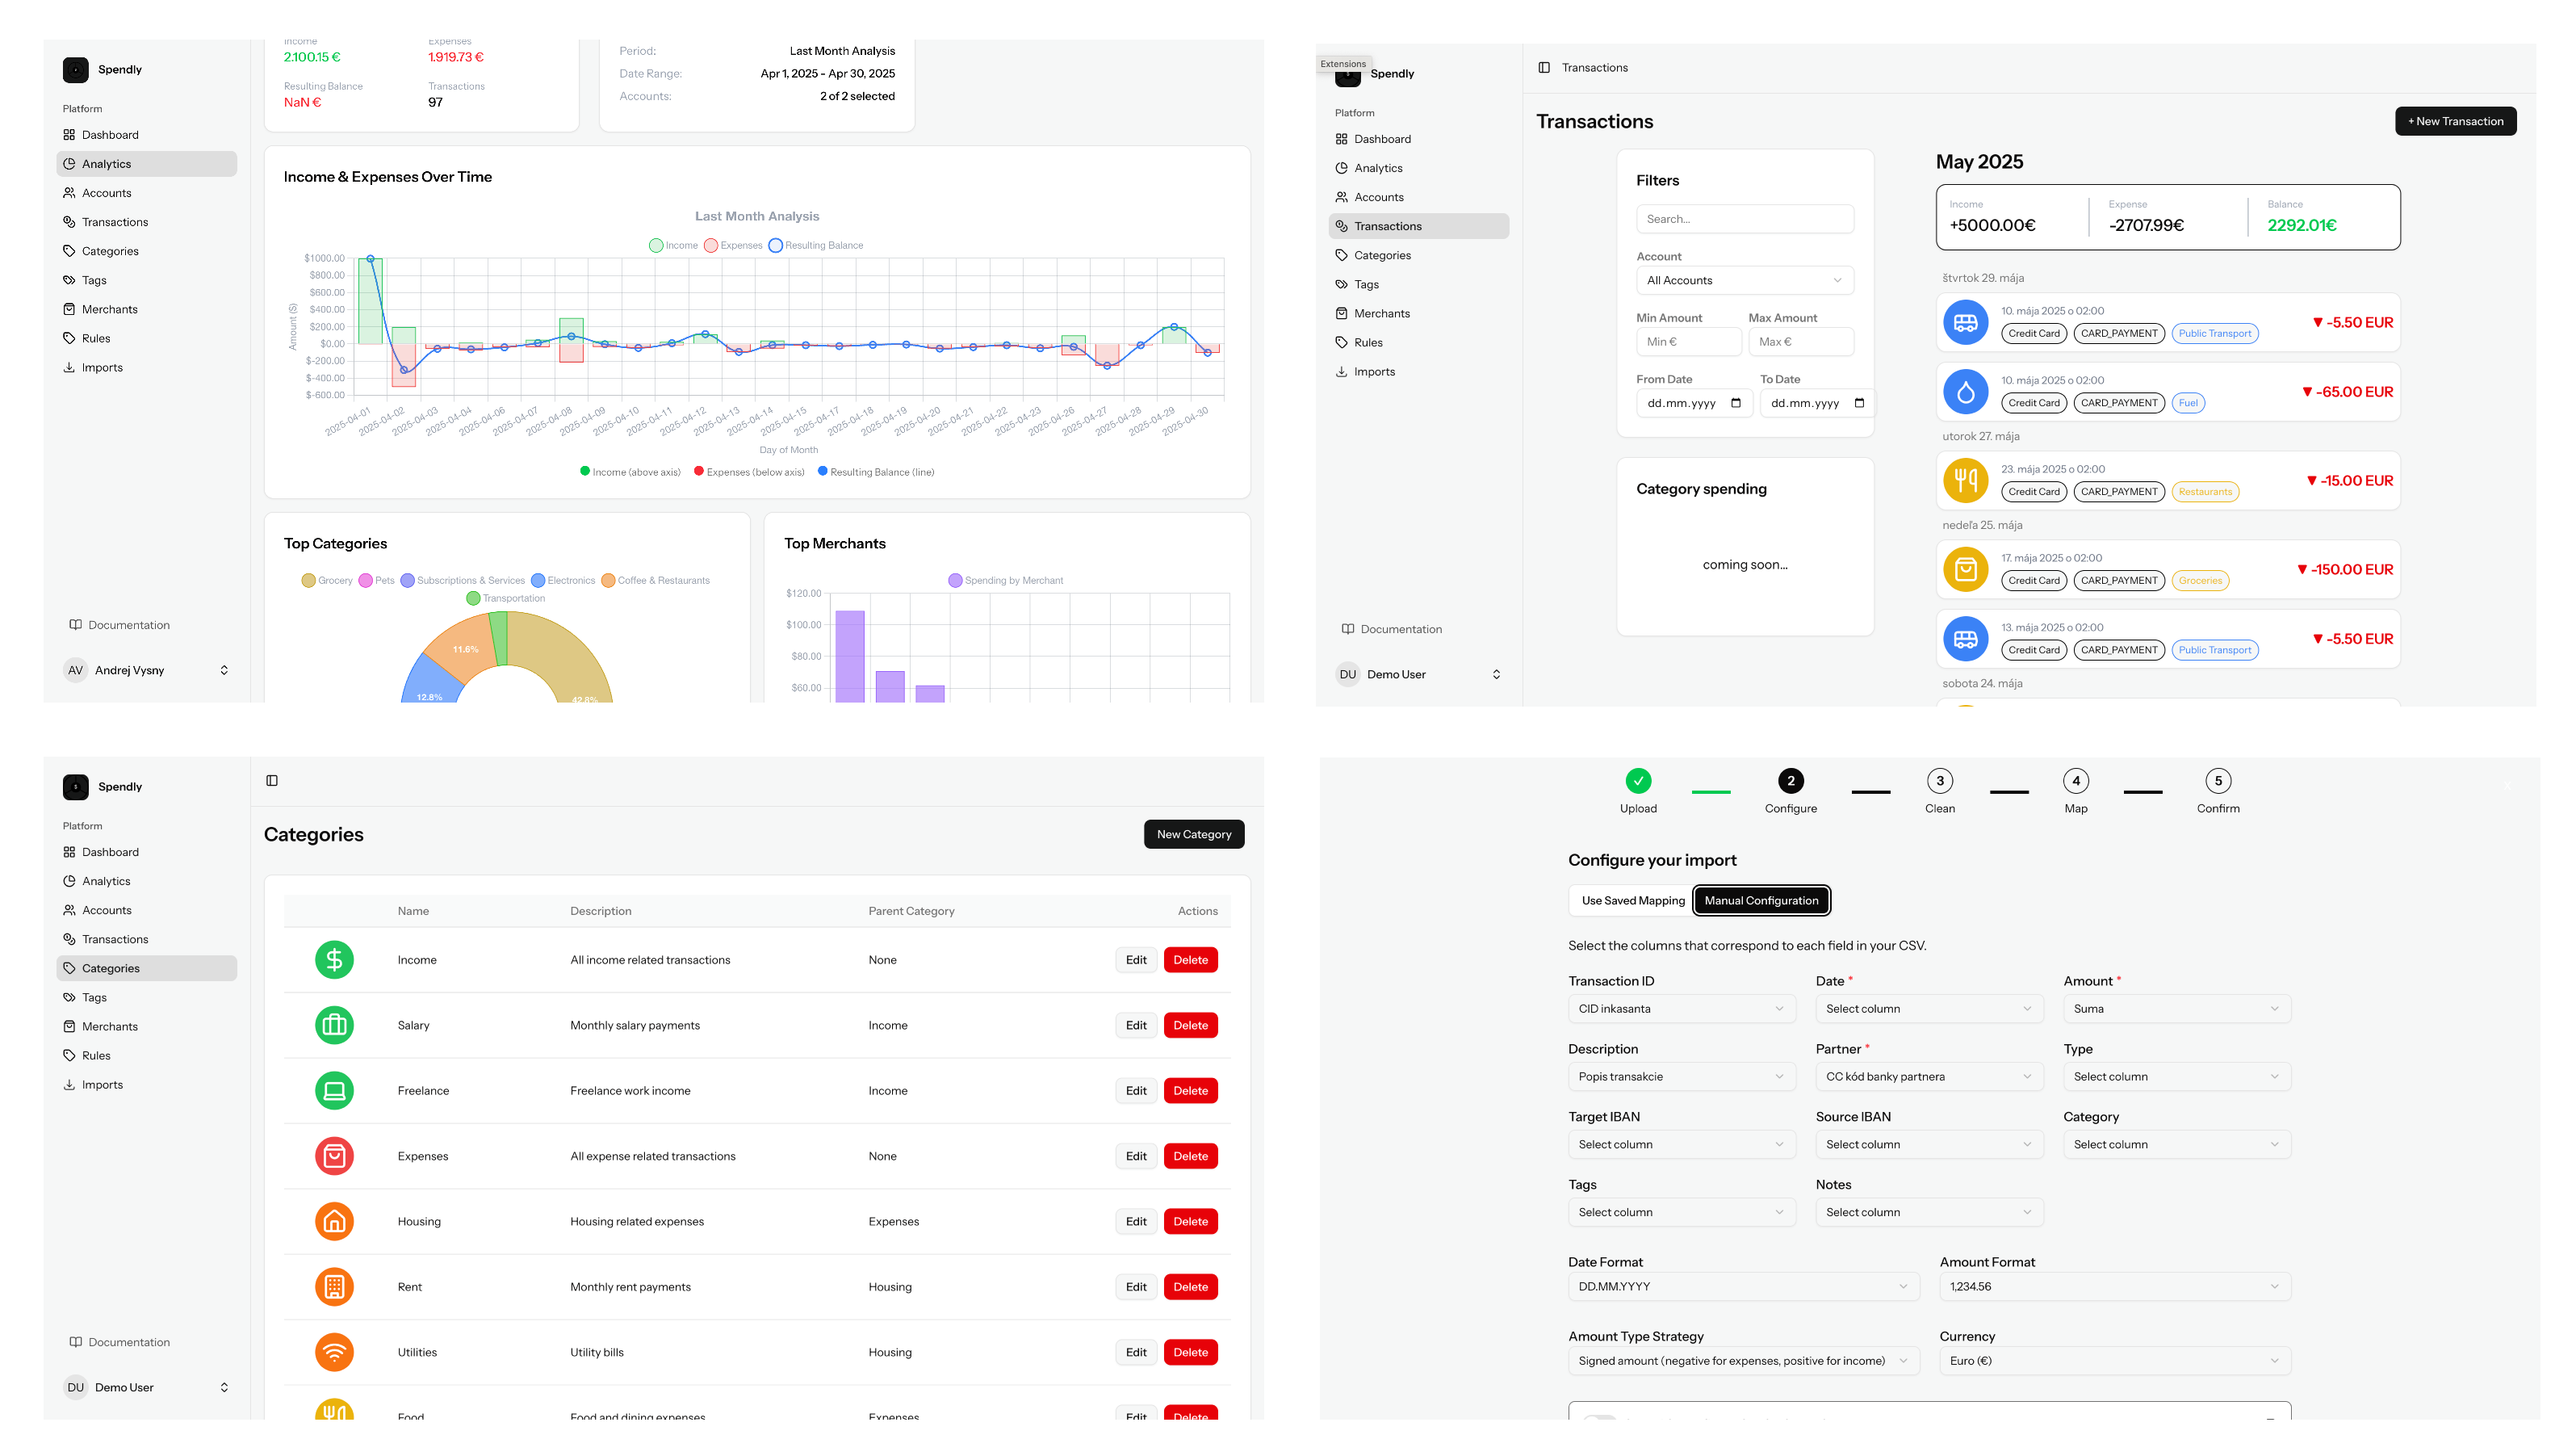 Spendly
Platform
Dashboard
Analytics
Accounts
Transactions
Categories
Tags
Merchants
Rules
Imports
Documentation
AV Andrej Vysny
Income Expenses
2.100.15 € 1.919.73 €
Resulting Balance Transactions
NaN € 97
Period: Last Month Analysis
Date Range: Apr 1, 2025 - Apr 30, 2025
Accounts: 2 of 2 selected
Income & Expenses Over Time
Last Month Analysis
Income Expenses Resulting Balance
Amount ($)
$1000.00
$800.00
$600.00
$400.00
$200.00
$0.00
$-200.00
$-400.00
$-600.00
2025-04-01 2025-04-02 2025-04-03 2025-04-04 2025-04-06 2025-04-07 2025-04-08 2025-04-09 2025-04-10 2025-04-11 2025-04-12 2025-04-13 2025-04-14 2025-04-15 2025-04-17 2025-04-18 2025-04-19 2025-04-20 2025-04-21 2025-04-22 2025-04-23 2025-04-26 2025-04-27 2025-04-28 2025-04-29 2025-04-30
Day of Month
Income (above axis) Expenses (below axis) Resulting Balance (line)
Top Categories
Grocery Pets Subscriptions & Services Electronics Coffee & Restaurants
Transportation
11.6%
12.8%
42.8%
Top Merchants
Spending by Merchant
$120.00
$100.00
$80.00
$60.00
Extensions
Spendly
Platform
Dashboard
Analytics
Accounts
Transactions
Categories
Tags
Merchants
Rules
Imports
Documentation
DU Demo User
Transactions
Transactions
+ New Transaction
Filters
Search...
Account
All Accounts
Min Amount Max Amount
Min € Max €
From Date To Date
dd.mm.yyyy dd.mm.yyyy
Category spending
coming soon...
May 2025
Income Expense Balance
+5000.00€ -2707.99€ 2292.01€
štvrtok 29. mája
10. mája 2025 o 02:00
Credit Card CARD_PAYMENT Public Transport
▼ -5.50 EUR
10. mája 2025 o 02:00
Credit Card CARD_PAYMENT Fuel
▼ -65.00 EUR
utorok 27. mája
23. mája 2025 o 02:00
Credit Card CARD_PAYMENT Restaurants
▼ -15.00 EUR
nedeľa 25. mája
17. mája 2025 o 02:00
Credit Card CARD_PAYMENT Groceries
▼ -150.00 EUR
13. mája 2025 o 02:00
Credit Card CARD_PAYMENT Public Transport
▼ -5.50 EUR
sobota 24. mája
Spendly
Platform
Dashboard
Analytics
Accounts
Transactions
Categories
Tags
Merchants
Rules
Imports
Documentation
DU Demo User
Categories
New Category
Name Description Parent Category Actions
Income All income related transactions None Edit Delete
Salary Monthly salary payments Income Edit Delete
Freelance Freelance work income Income Edit Delete
Expenses All expense related transactions None Edit Delete
Housing Housing related expenses Expenses Edit Delete
Rent Monthly rent payments Housing Edit Delete
Utilities Utility bills Housing Edit Delete
Food Food and dining expenses Expenses Edit Delete
2 3 4 5
Upload Configure Clean Map Confirm
Configure your import
Use Saved Mapping Manual Configuration
Select the columns that correspond to each field in your CSV.
Transaction ID Date * Amount *
CID inkasanta Select column Suma
Description Partner * Type
Popis transakcie CC kód banky partnera Select column
Target IBAN Source IBAN Category
Select column Select column Select column
Tags Notes
Select column Select column
Date Format Amount Format
DD.MM.YYYY 1,234.56
Amount Type Strategy Currency
Signed amount (negative for expenses, positive for income) Euro (€)